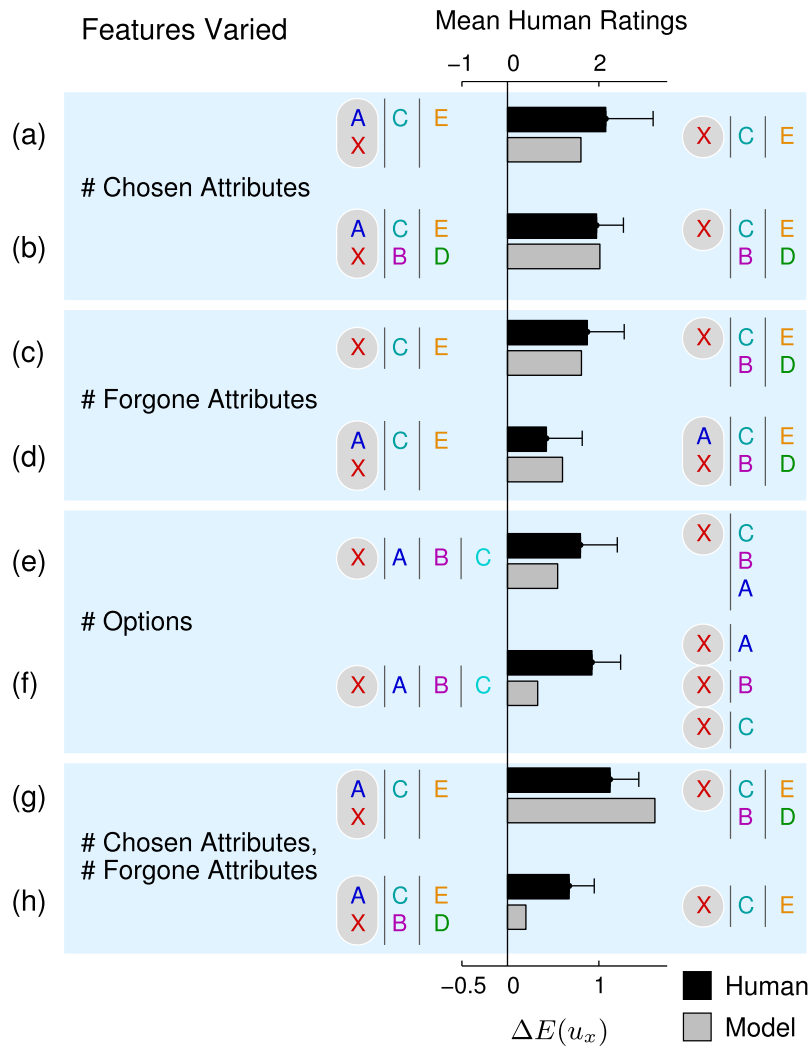 Features Varied
Mean Human Ratings
−1 0 2
(a)
# Chosen Attributes
A C E
X
X C E
(b)
A C E
X B D
X C E
B D
(c)
# Forgone Attributes
X C E
X C E
B D
(d)
A C E
X
A C E
X B D
(e)
# Options
X A B C
X C
B
A
(f)
X A B C
X A
X B
X C
(g)
# Chosen Attributes,
# Forgone Attributes
A C E
X
X C E
B D
(h)
A C E
X B D
X C E
−0.5 0 1
ΔE(uₓ)
Human
Model